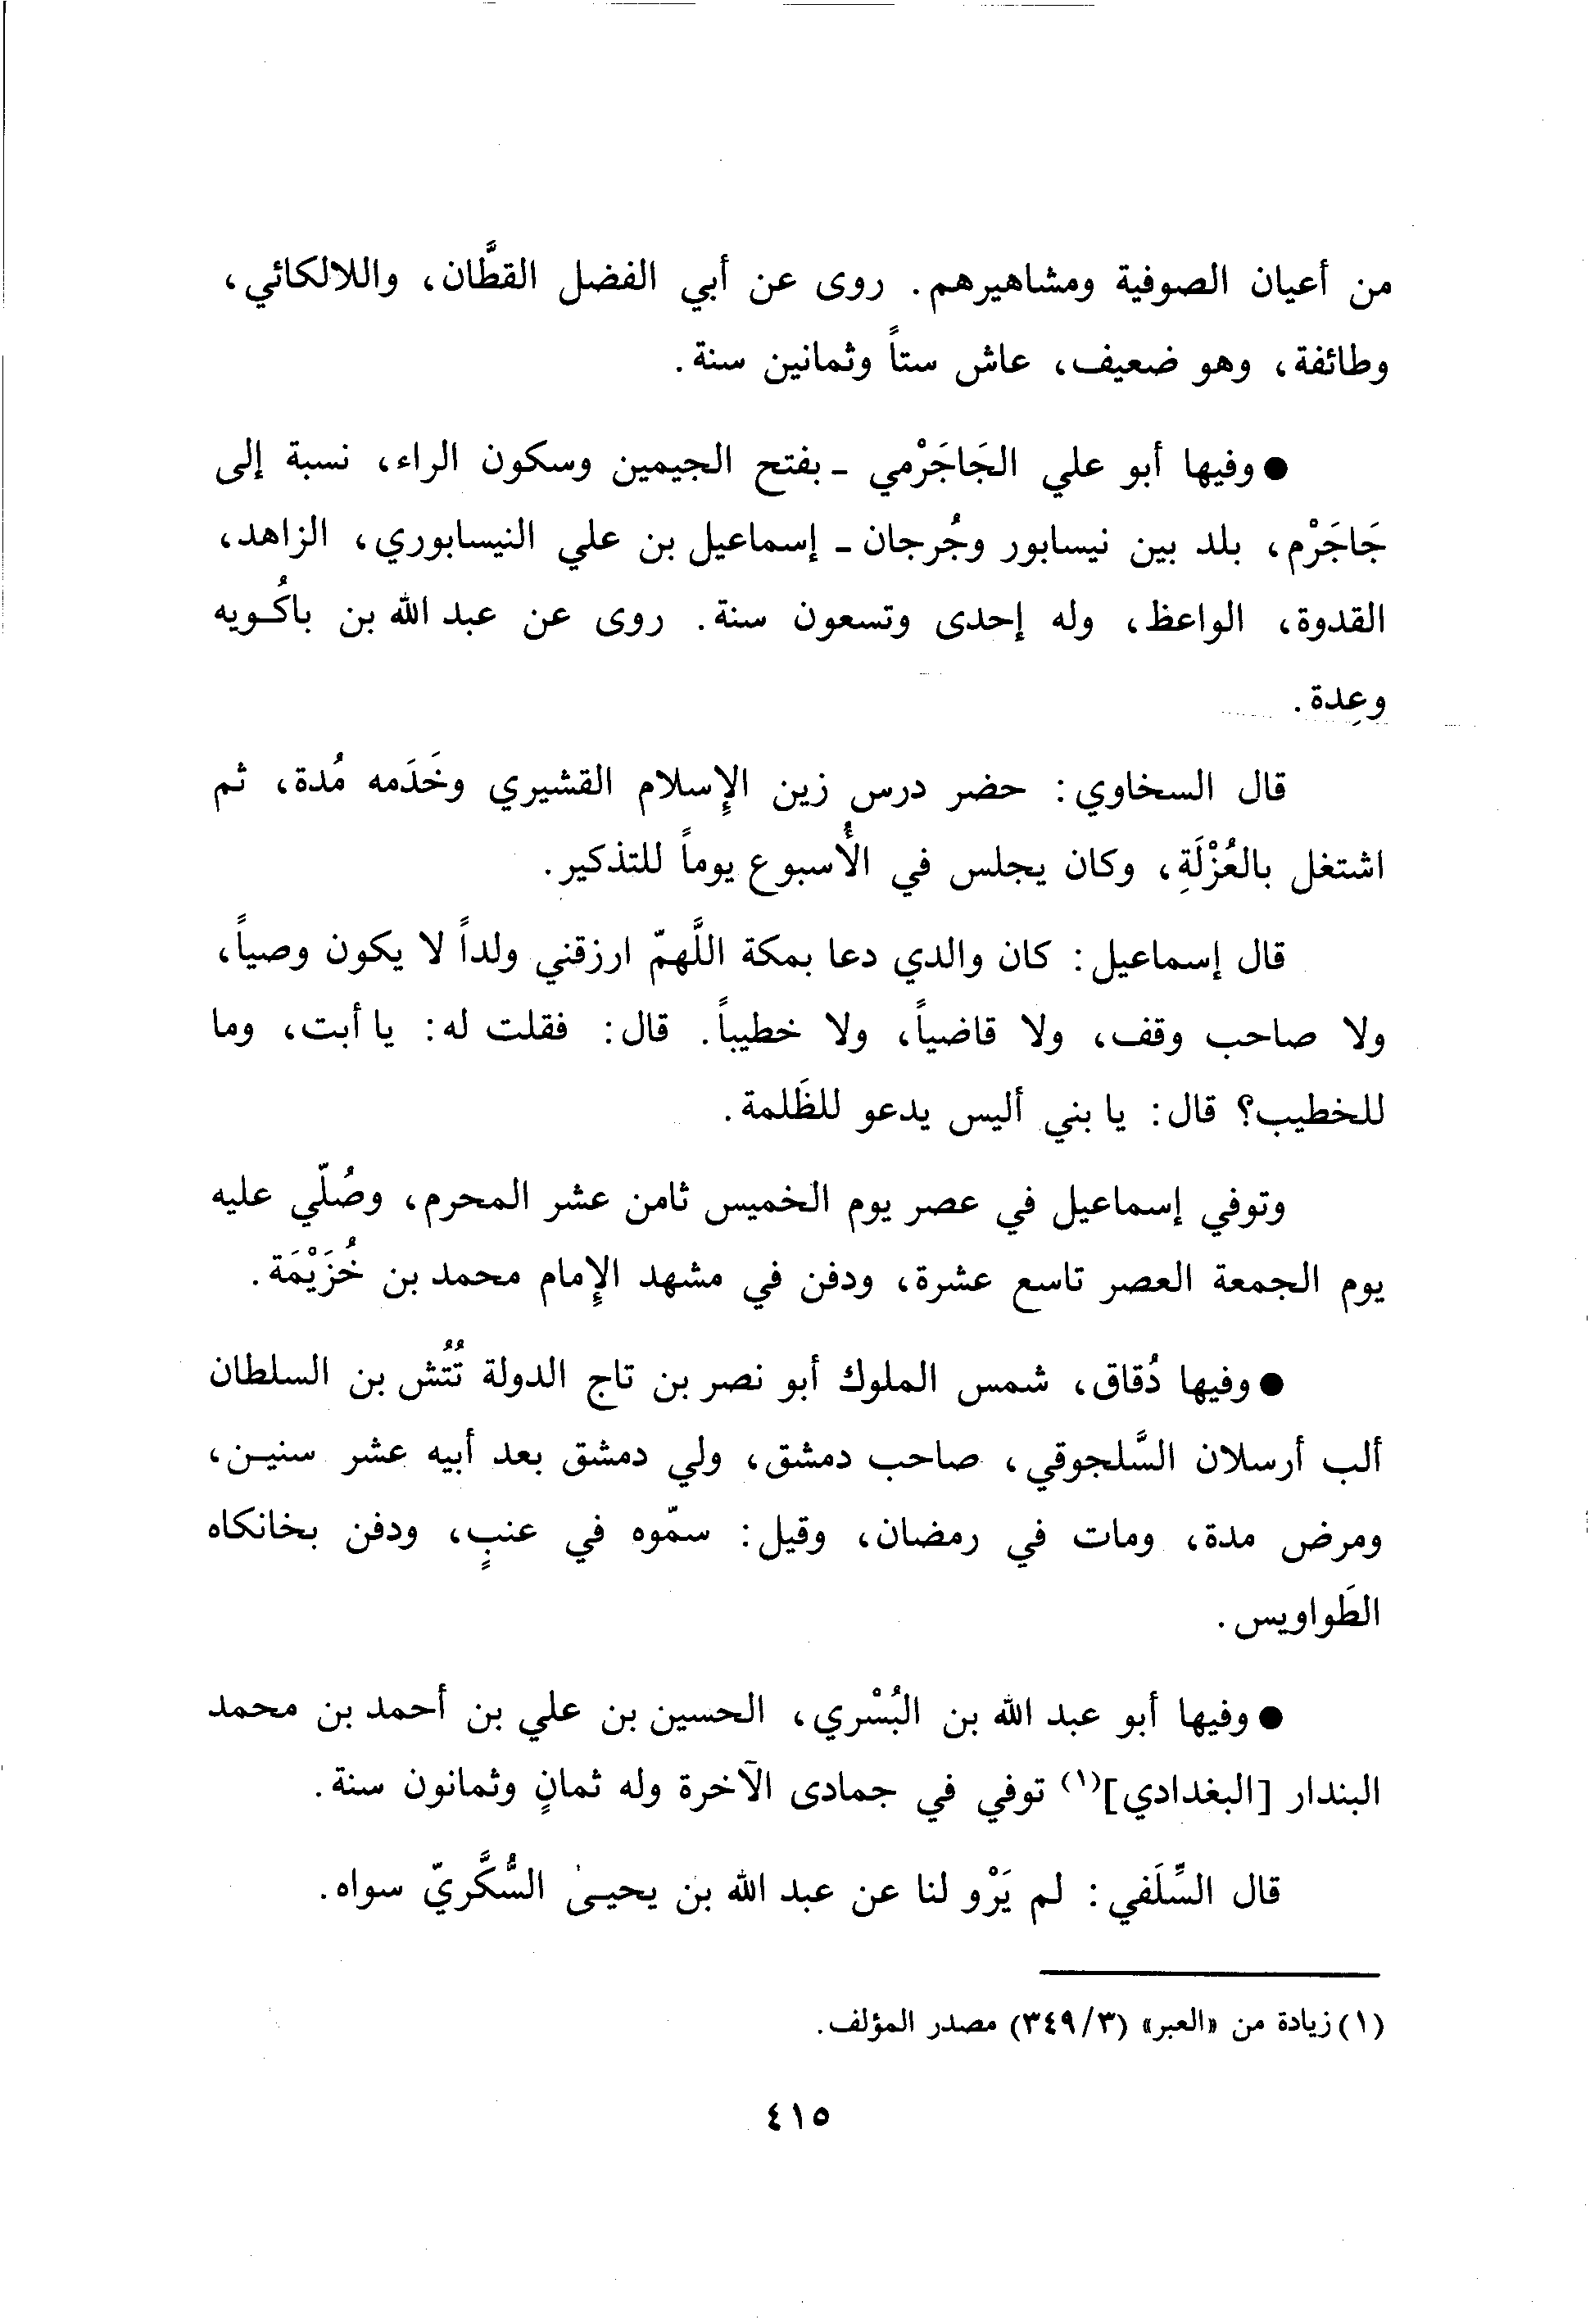 من أعيان الصوفية ومشاهيرهم. روى عن أبي الفضل القطَّان، واللالكائي،
وطائفة، وهو ضعيف، عاش ستاً وثمانين سنة.
● وفيها أبو علي الجَاجَرْمي ـ بفتح الجيمين وسكون الراء، نسبة إلى
جَاجَرْم، بلد بين نيسابور وجُرجان ـ إسماعيل بن علي النيسابوري، الزاهد،
القدوة، الواعظ، وله إحدى وتسعون سنة. روى عن عبد الله بن باكُـويه
وعِدة.
قال السخاوي: حضر درس زين الإسلام القشيري وخَدَمه مُدة، ثم
اشتغل بالعُزْلَةِ، وكان يجلس في الأُسبوع يوماً للتذكير.
قال إسماعيل: كان والدي دعا بمكة اللَّهمّ ارزقني ولداً لا يكون وصياً،
ولا صاحب وقف، ولا قاضياً، ولا خطيباً. قال: فقلت له: يا أبت، وما
للخطيب؟ قال: يا بني أليس يدعو للظَلمة.
وتوفي إسماعيل في عصر يوم الخميس ثامن عشر المحرم، وصُلّي عليه
يوم الجمعة العصر تاسع عشرة، ودفن في مشهد الإمام محمد بن خُزَيْمَة.
● وفيها دُقاق، شمس الملوك أبو نصر بن تاج الدولة تُتُش بن السلطان
ألب أرسلان السَّلجوقي، صاحب دمشق، ولي دمشق بعد أبيه عشر سنيـن،
ومرض مدة، ومات في رمضان، وقيل: سمّوه في عنبٍ، ودفن بخانكاه
الطَواويس.
● وفيها أبو عبد الله بن البُسْري، الحسين بن علي بن أحمد بن محمد
البندار [البغدادي](١) توفي في جمادى الآخرة وله ثمانٍ وثمانون سنة.
قال السِّلَفي: لم يَرْو لنا عن عبد الله بن يحيـىٰ السُّكَّريّ سواه.
(١) زيادة من «العبر» (٣٤٩/٣) مصدر المؤلف.
٤١٥